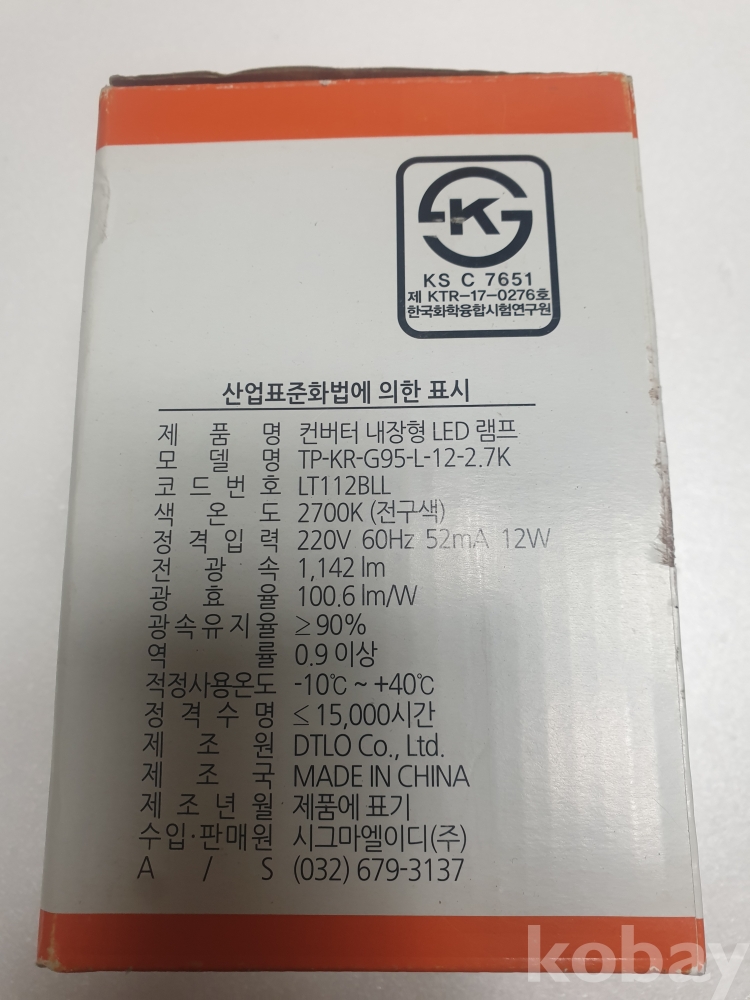 K
KS C 7651
제 KTR-17-0276호
한국화학융합시험연구원
산업표준화법에 의한 표시
제 품 명 컨버터 내장형 LED 램프
모 델 명 TP-KR-G95-L-12-2.7K
코 드 번 호 LT112BLL
색 온 도 2700K (전구색)
정 격 입 력 220V 60Hz 52mA 12W
전 광 속 1,142 lm
광 효 율 100.6 lm/W
광속유지율 ≥90%
역 률 0.9 이상
적정사용온도 -10℃ ~ +40℃
정 격 수 명 ≤15,000시간
제 조 원 DTLO Co., Ltd.
제 조 국 MADE IN CHINA
제 조 년 월 제품에 표기
수입·판매원 시그마엘이디(주)
A / S (032) 679-3137
kobay